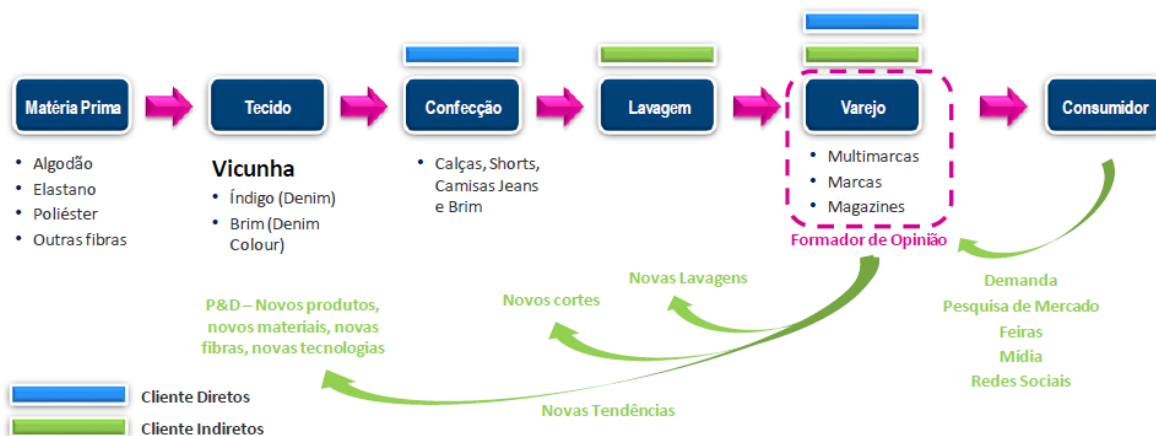 Matéria Prima
Tecido
Confecção
Lavagem
Varejo
Consumidor
• Algodão
• Elastano
• Poliéster
• Outras fibras
Vicunha
• Índigo (Denim)
• Brim (Denim
Colour)
• Calças, Shorts,
Camisas Jeans
e Brim
• Multimarcas
• Marcas
• Magazines
Formador de Opinião
Demanda
Pesquisa de Mercado
Feiras
Mídia
Redes Sociais
Novas Lavagens
Novos cortes
P&D – Novos produtos,
novos materiais, novas
fibras, novas tecnologias
Novas Tendências
Cliente Diretos
Cliente Indiretos